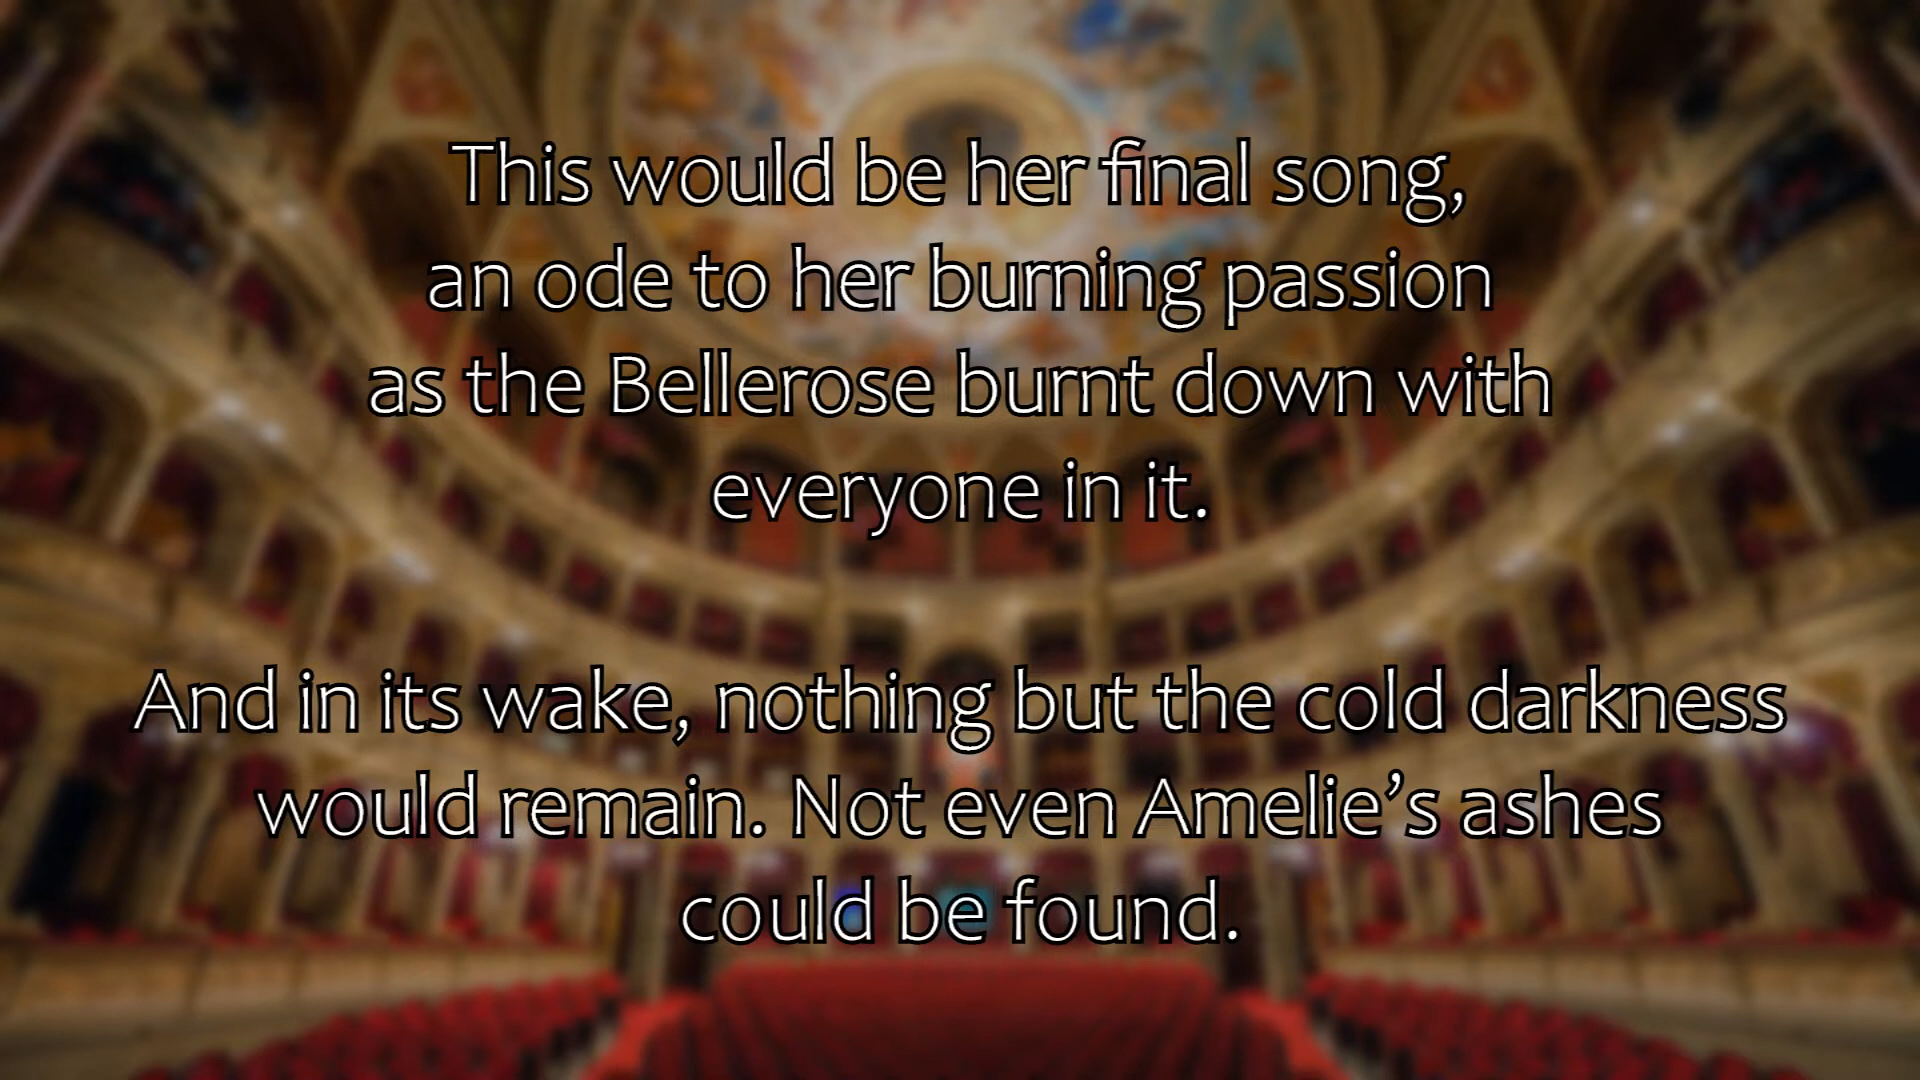 This would be her final song,
an ode to her burning passion
as the Bellerose burnt down with
everyone in it.
And in its wake, nothing but the cold darkness
would remain. Not even Amelie’s ashes
could be found.